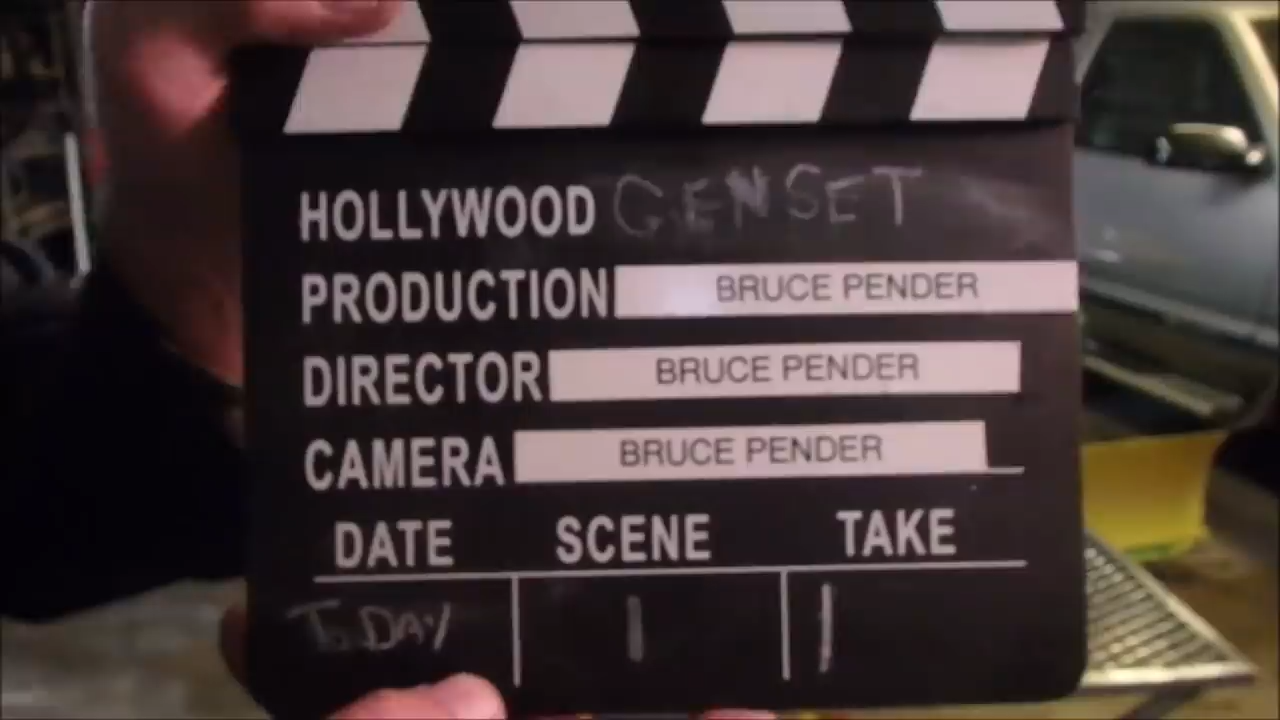 HOLLYWOOD GENSET
PRODUCTION BRUCE PENDER
DIRECTOR BRUCE PENDER
CAMERA BRUCE PENDER
DATE SCENE TAKE
TODAY 1 1